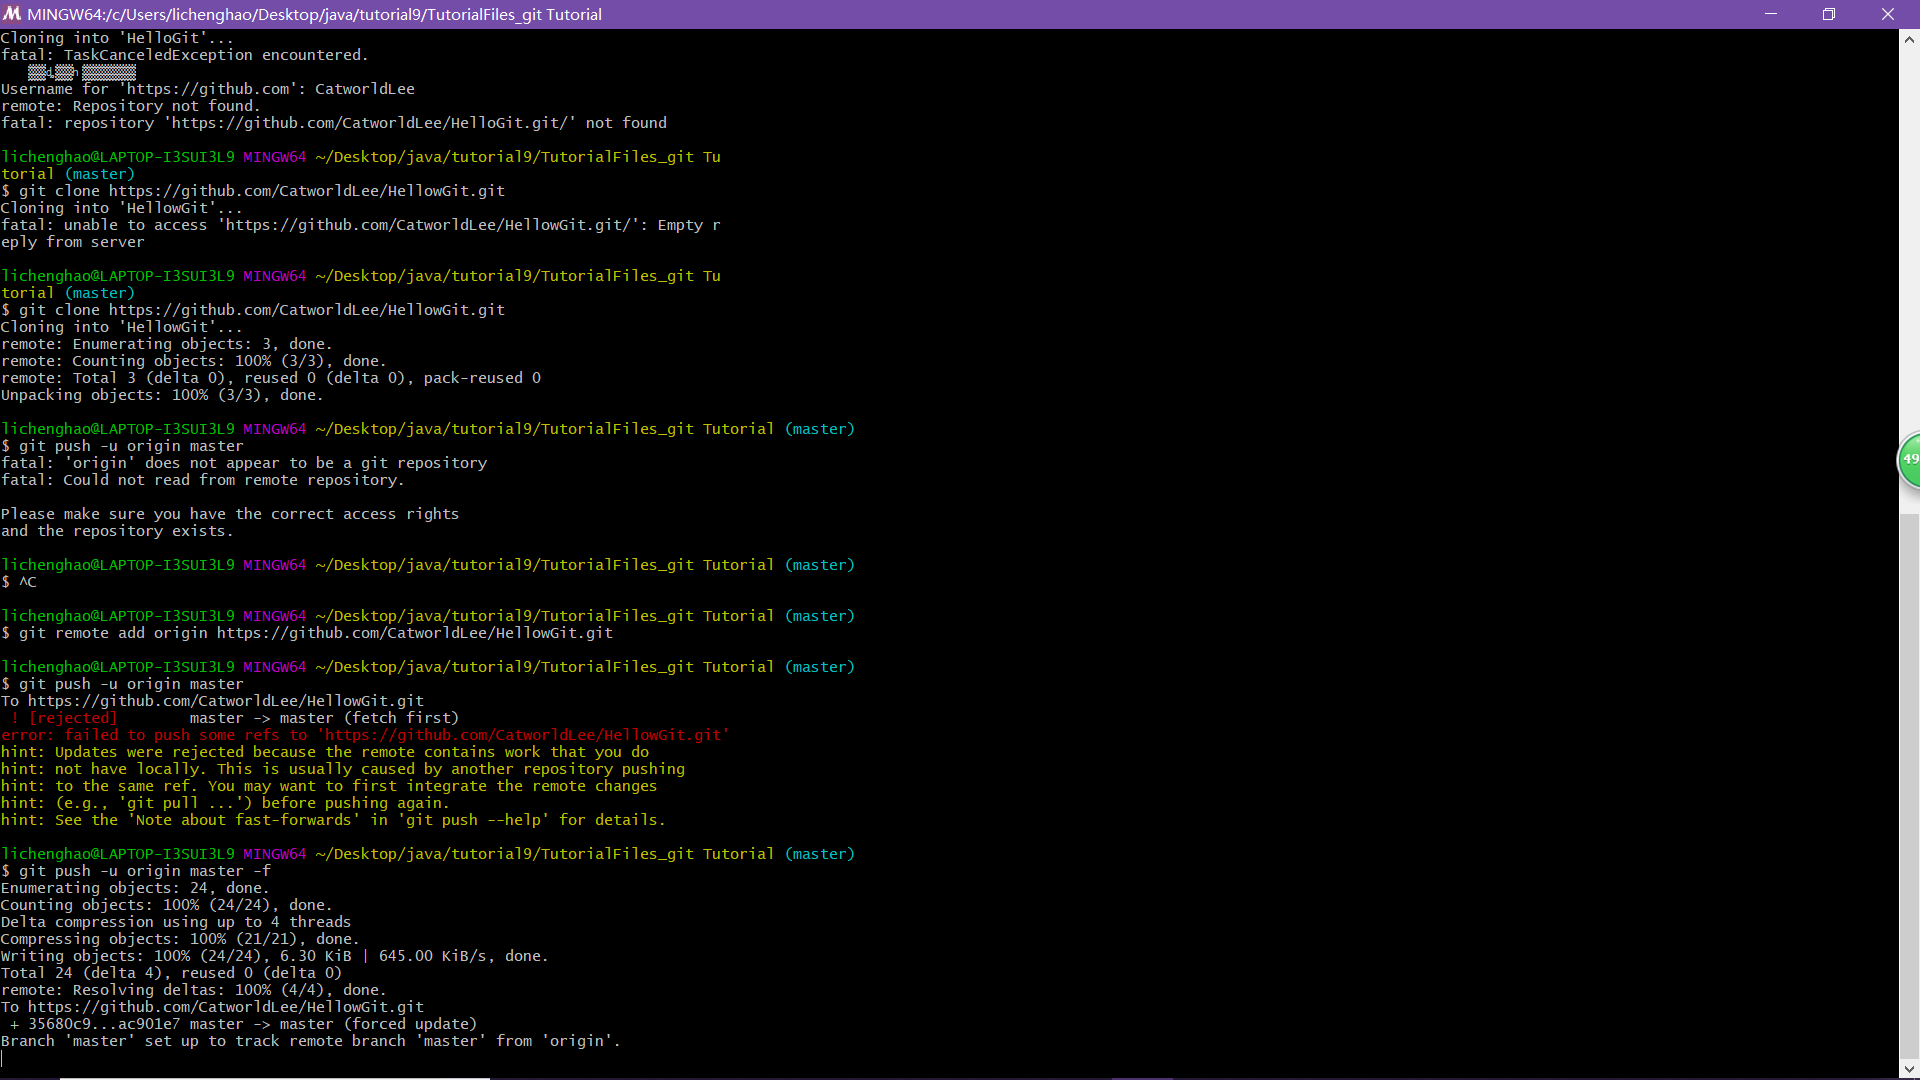 MINGW64:/c/Users/lichenghao/Desktop/java/tutorial9/TutorialFiles_git Tutorial
Cloning into 'HelloGit'...
fatal: TaskCanceledException encountered.
Username for 'https://github.com': CatworldLee
remote: Repository not found.
fatal: repository 'https://github.com/CatworldLee/HelloGit.git/' not found
lichenghao@LAPTOP-I3SUI3L9 MINGW64 ~/Desktop/java/tutorial9/TutorialFiles_git Tu
torial (master)
$ git clone https://github.com/CatworldLee/HellowGit.git
Cloning into 'HellowGit'...
fatal: unable to access 'https://github.com/CatworldLee/HellowGit.git/': Empty r
eply from server
lichenghao@LAPTOP-I3SUI3L9 MINGW64 ~/Desktop/java/tutorial9/TutorialFiles_git Tu
torial (master)
$ git clone https://github.com/CatworldLee/HellowGit.git
Cloning into 'HellowGit'...
remote: Enumerating objects: 3, done.
remote: Counting objects: 100% (3/3), done.
remote: Total 3 (delta 0), reused 0 (delta 0), pack-reused 0
Unpacking objects: 100% (3/3), done.
lichenghao@LAPTOP-I3SUI3L9 MINGW64 ~/Desktop/java/tutorial9/TutorialFiles_git Tutorial (master)
$ git push -u origin master
fatal: 'origin' does not appear to be a git repository
fatal: Could not read from remote repository.
Please make sure you have the correct access rights
and the repository exists.
lichenghao@LAPTOP-I3SUI3L9 MINGW64 ~/Desktop/java/tutorial9/TutorialFiles_git Tutorial (master)
$ ^C
lichenghao@LAPTOP-I3SUI3L9 MINGW64 ~/Desktop/java/tutorial9/TutorialFiles_git Tutorial (master)
$ git remote add origin https://github.com/CatworldLee/HellowGit.git
lichenghao@LAPTOP-I3SUI3L9 MINGW64 ~/Desktop/java/tutorial9/TutorialFiles_git Tutorial (master)
$ git push -u origin master
To https://github.com/CatworldLee/HellowGit.git
 ! [rejected]        master -> master (fetch first)
error: failed to push some refs to 'https://github.com/CatworldLee/HellowGit.git'
hint: Updates were rejected because the remote contains work that you do
hint: not have locally. This is usually caused by another repository pushing
hint: to the same ref. You may want to first integrate the remote changes
hint: (e.g., 'git pull ...') before pushing again.
hint: See the 'Note about fast-forwards' in 'git push --help' for details.
lichenghao@LAPTOP-I3SUI3L9 MINGW64 ~/Desktop/java/tutorial9/TutorialFiles_git Tutorial (master)
$ git push -u origin master -f
Enumerating objects: 24, done.
Counting objects: 100% (24/24), done.
Delta compression using up to 4 threads
Compressing objects: 100% (21/21), done.
Writing objects: 100% (24/24), 6.30 KiB | 645.00 KiB/s, done.
Total 24 (delta 4), reused 0 (delta 0)
remote: Resolving deltas: 100% (4/4), done.
To https://github.com/CatworldLee/HellowGit.git
 + 35680c9...ac901e7 master -> master (forced update)
Branch 'master' set up to track remote branch 'master' from 'origin'.
49